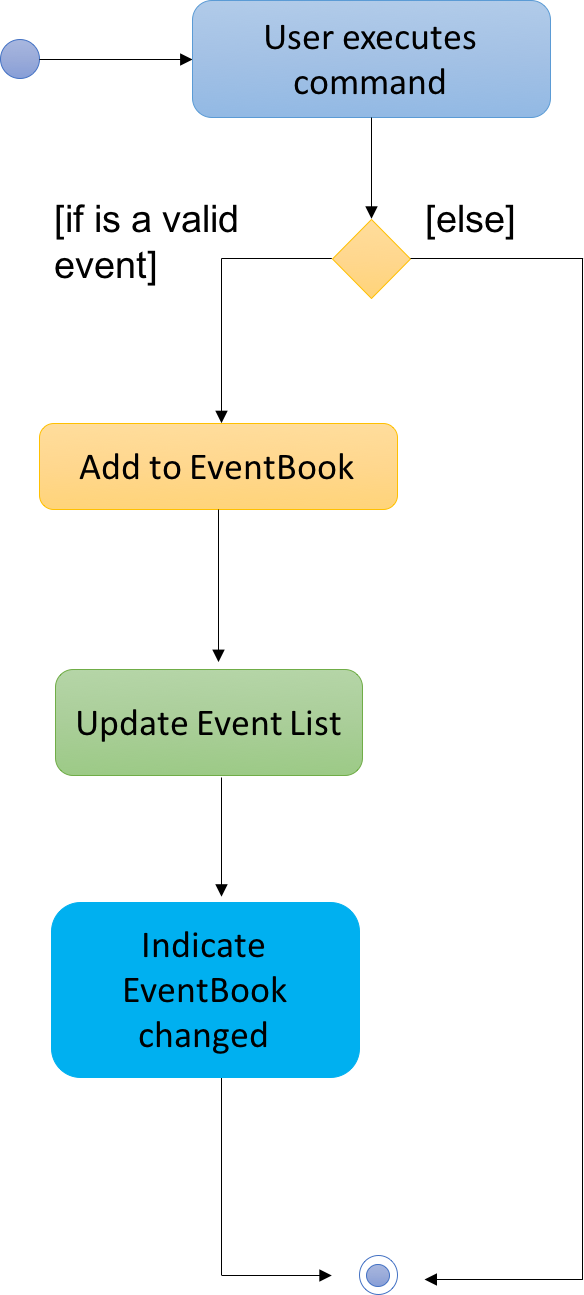 User executes
command
[if is a valid
event]
[else]
Add to EventBook
Update Event List
Indicate
EventBook
changed